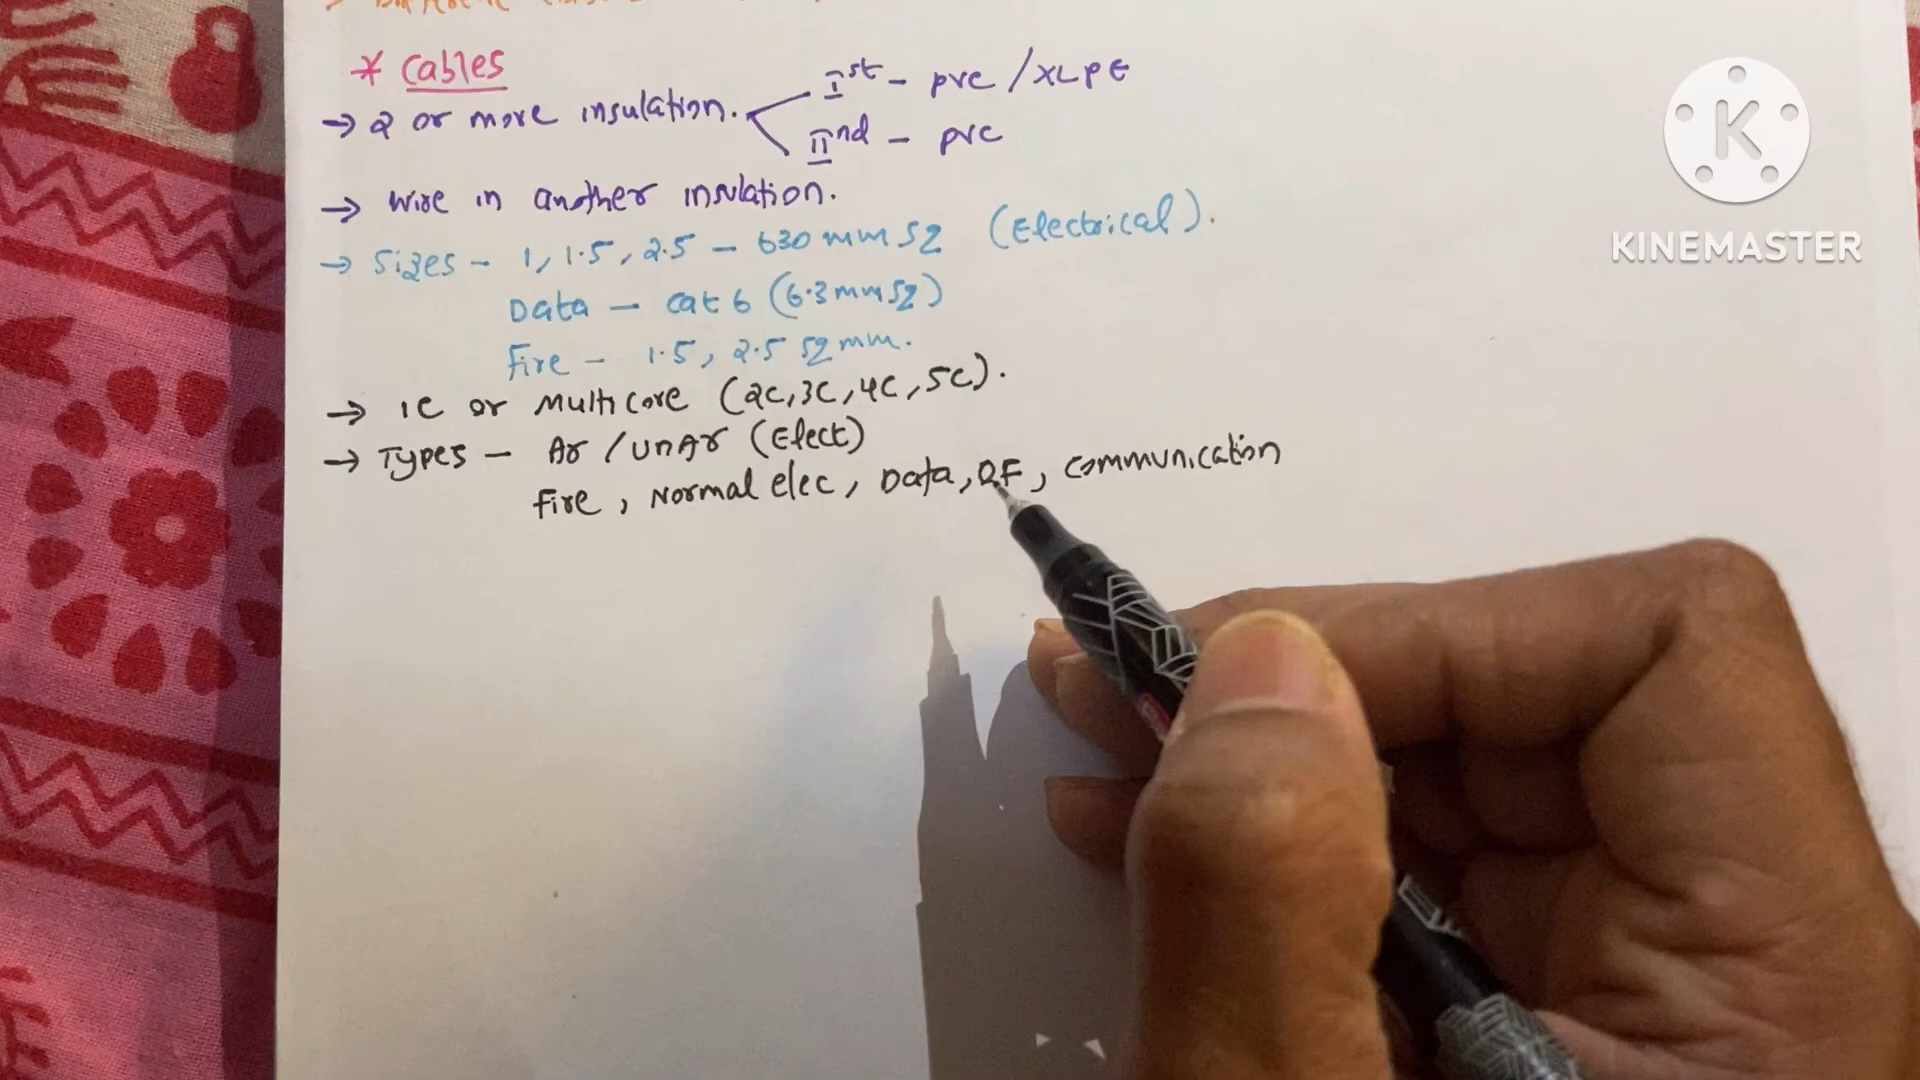 * Cables
→ 2 or more insulation. Ist - pvc / XLPE
IInd - pvc
→ wire in another insulation.
→ Sizes - 1, 1.5, 2.5 - 630 mm sq (Electrical).
Data - cat 6 (6.3 mm sq)
Fire - 1.5, 2.5 sq mm.
→ 1C or Multicore (2C, 3C, 4C, 5C).
→ Types - Ar / UnAr (Elect)
Fire, Normal elec, Data, RF, communication
K
KINEMASTER